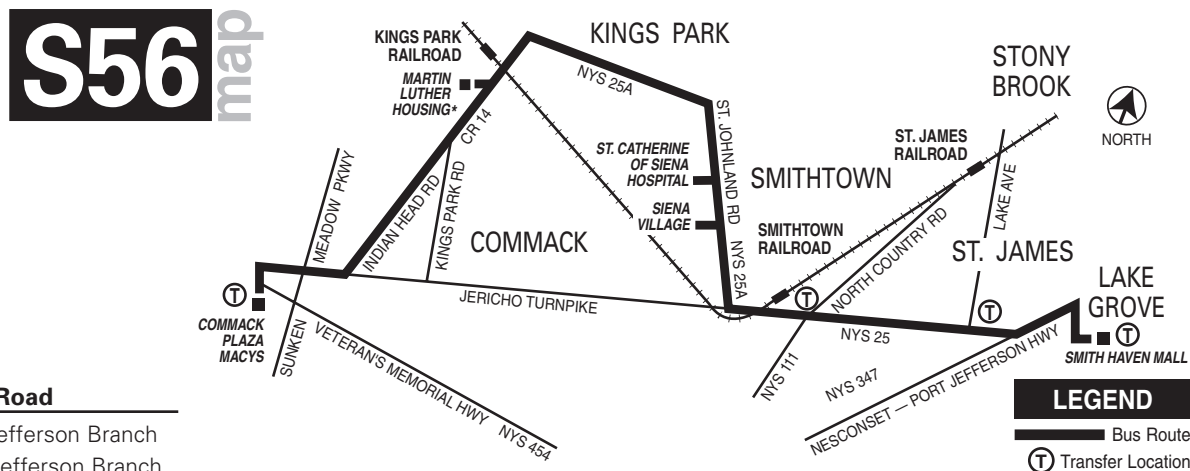 S56
map
KINGS PARK
RAILROAD
KINGS PARK
MARTIN
LUTHER
HOUSING*
NYS 25A
STONY
BROOK
NORTH
CR 14
ST. JOHNLAND RD
NYS 25A
ST. CATHERINE
OF SIENA
HOSPITAL
SMITHTOWN
ST. JAMES
RAILROAD
SIENA
VILLAGE
SMITHTOWN
RAILROAD
LAKE AVE
MEADOW PKWY
INDIAN HEAD RD
KINGS PARK RD
COMMACK
NORTH COUNTRY RD
ST. JAMES
LAKE
GROVE
JERICHO TURNPIKE
T
T
T
T
COMMACK
PLAZA
MACYS
SUNKEN
VETERAN'S MEMORIAL HWY
NYS 454
NYS 25
NYS 111
NYS 347
NESCONSET — PORT JEFFERSON HWY
SMITH HAVEN MALL
LEGEND
Bus Route
T Transfer Location
Road
efferson Branch
efferson Branch